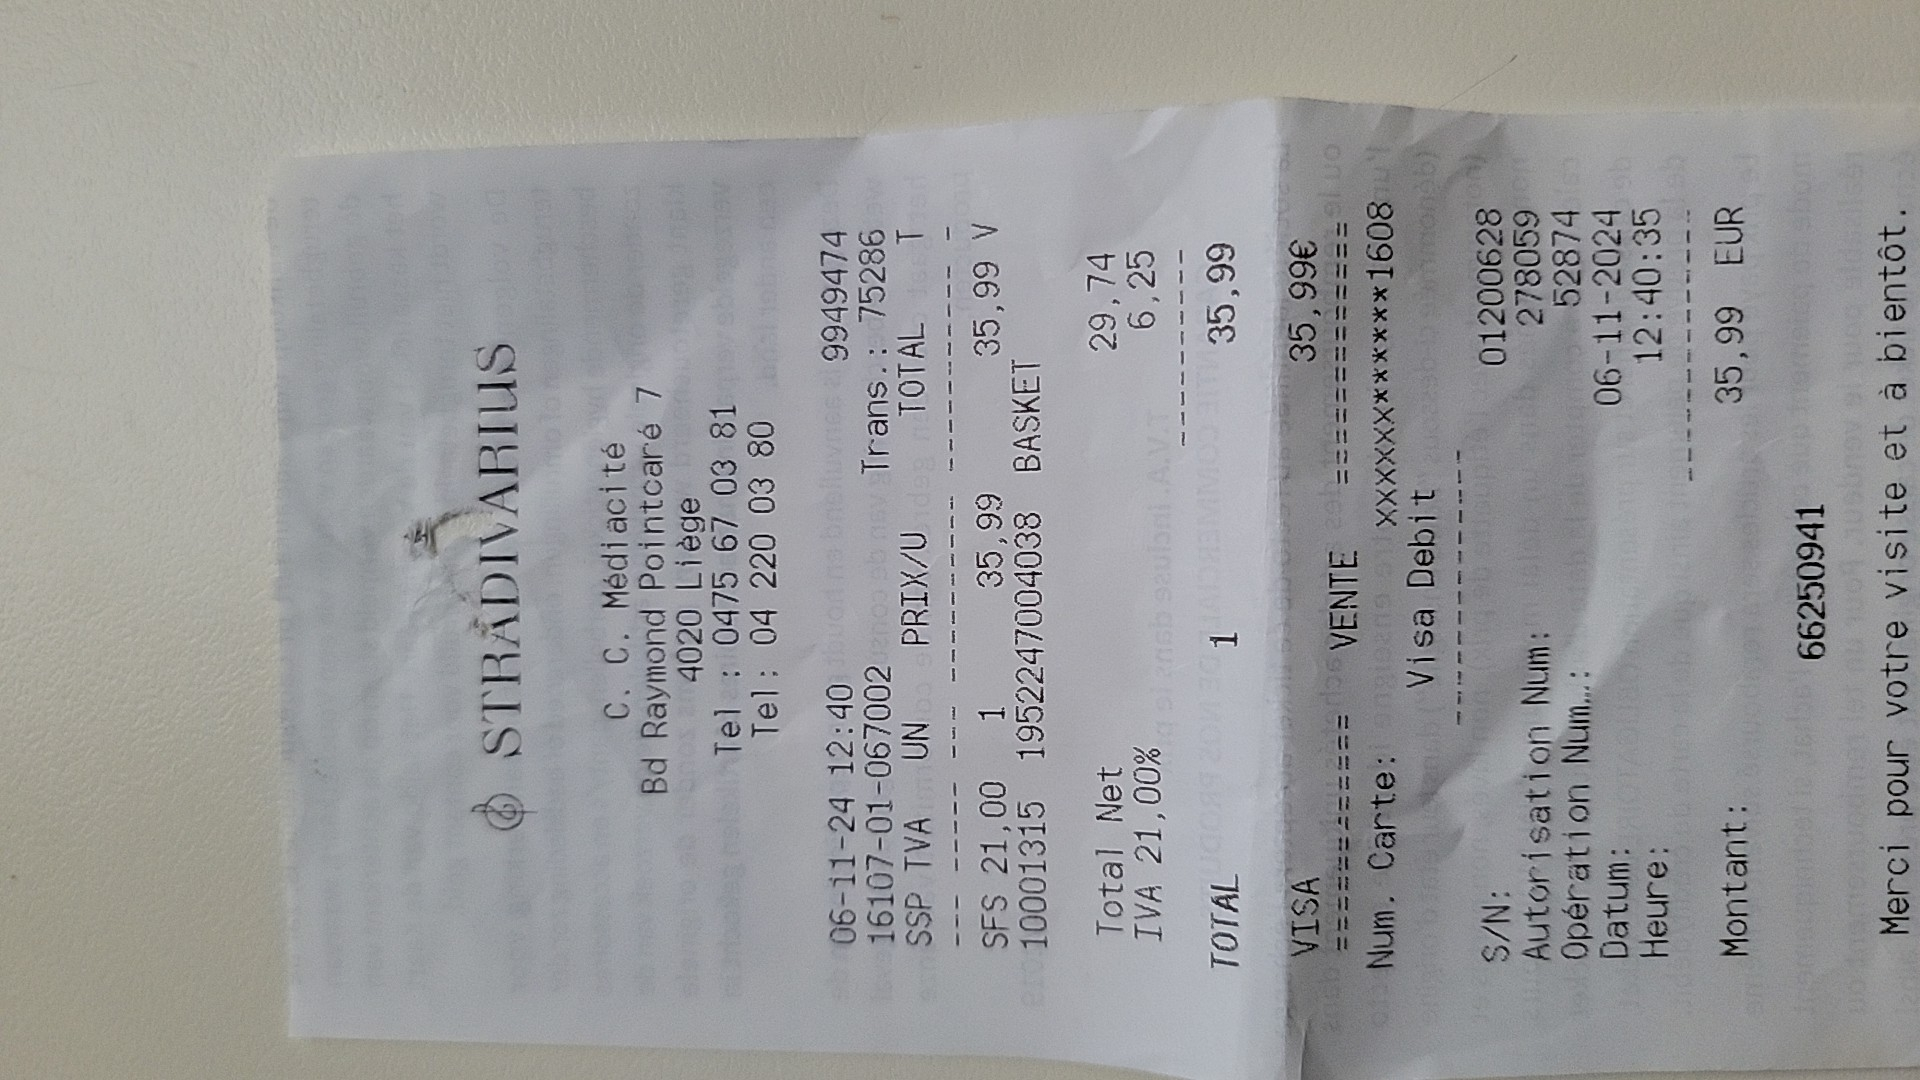 STRADIVARIUS
C. C. Médiacité
Bd Raymond Pointcaré 7
4020 Liège
Tel : 0475 67 03 81
Tel: 04 220 03 80
06-11-24 12:40 9949474
16107-01-067002 Trans.: 75286
SSP TVA UN PRIX/U TOTAL T
--- ----- --- ----------- ----------- -
SFS 21,00 1 35,99 35,99 V
10001315 1952247004038 BASKET
Total Net 29,74
IVA 21,00% 6,25
-----------
TOTAL 1 35,99
VISA 35,99€
============ VENTE ==============
Num. Carte: xxxxxxx*********1608
Visa Debit
----------------
S/N: 01200628
Autorisation Num: 278059
Opération Num.: 52874
Datum: 06-11-2024
Heure: 12:40:35
----------------
Montant: 35,99 EUR
66250941
Merci pour votre visite et à bientôt.